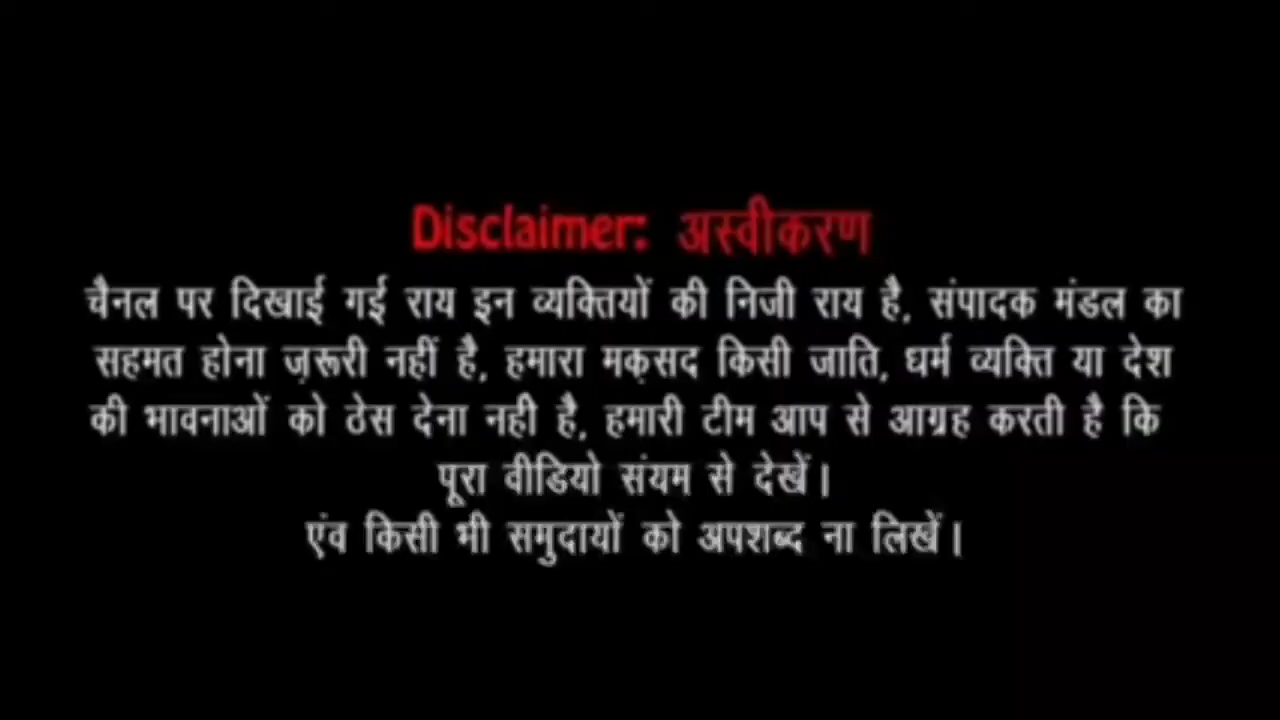 Disclaimer: अस्वीकरण
चैनल पर दिखाई गई राय इन व्यक्तियों की निजी राय है, संपादक मंडल का
सहमत होना ज़रूरी नहीं है, हमारा मक़सद किसी जाति, धर्म व्यक्ति या देश
की भावनाओं को ठेस देना नही है, हमारी टीम आप से आग्रह करती है कि
पूरा वीडियो संयम से देखें।
एंव किसी भी समुदायों को अपशब्द ना लिखें।